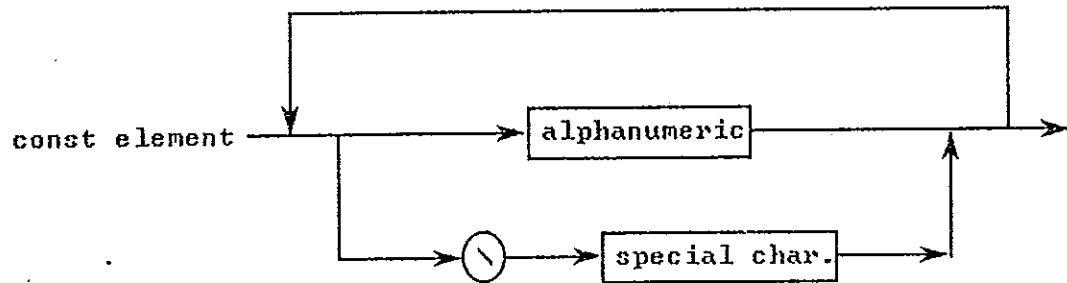 const element
alphanumeric
\
special char.